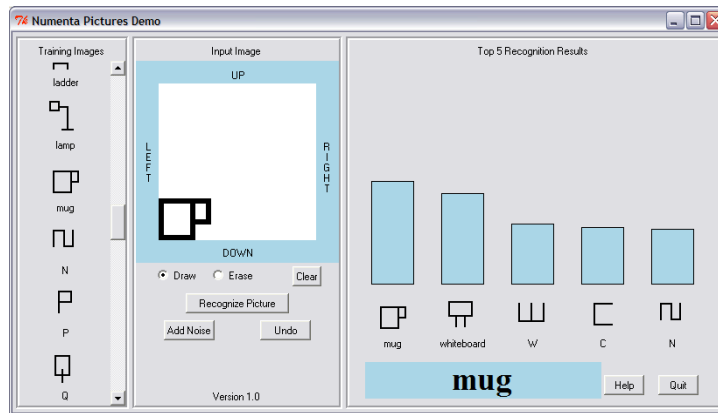 Numenta Pictures Demo
Training Images
ladder
lamp
mug
N
P
Q
Input Image
UP
LEFT
RIGHT
DOWN
Draw
Erase
Clear
Recognize Picture
Add Noise
Undo
Version 1.0
Top 5 Recognition Results
mug
whiteboard
W
C
N
mug
Help
Quit